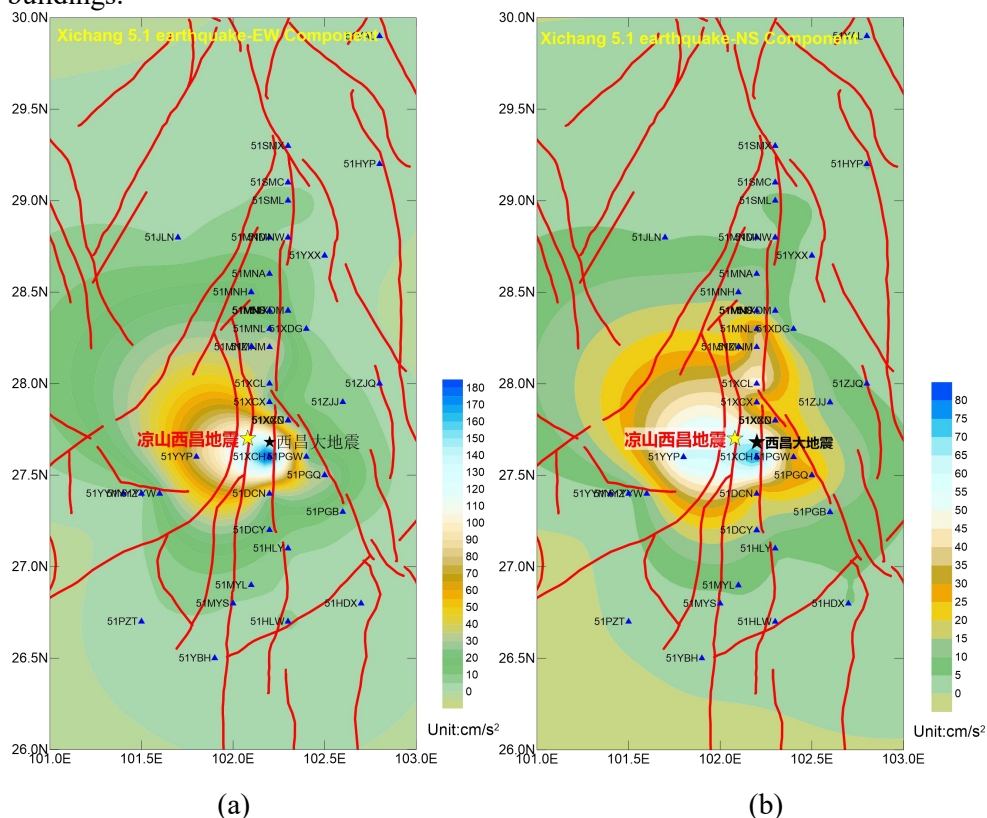 buildings.
Xichang 5.1 earthquake-EW Component
30.0N
29.5N
51SMX
51HYP
51SMC
29.0N
51SML
51JLN
51YXX
51MNA
28.5N
51MNH
51XDG
28.0N
51XCL
51ZJQ
51XCX
51ZJJ
凉山西昌地震
西昌大地震
27.5N
51YYP
51XCH
51PGW
51PGQ
51DCN
51PGB
51DCY
51HLY
27.0N
51MYL
51MYS
51HDX
51PZT
51HLW
26.5N
51YBH
26.0N
101.0E
101.5E
102.0E
102.5E
103.0E
180
170
160
150
140
130
120
110
100
90
80
70
60
50
40
30
20
10
0
Unit:cm/s²
(a)
Xichang 5.1 earthquake-NS Component
30.0N
29.5N
51SMX
51HYP
51SMC
29.0N
51SML
51JLN
51YXX
51MNA
28.5N
51MNH
51XDG
28.0N
51XCL
51ZJQ
51XCX
51ZJJ
凉山西昌地震
西昌大地震
27.5N
51YYP
51XCH
51PGW
51PGQ
51DCN
51PGB
51DCY
51HLY
27.0N
51MYL
51MYS
51HDX
51PZT
51HLW
26.5N
51YBH
26.0N
101.0E
101.5E
102.0E
102.5E
103.0E
80
75
70
65
60
55
50
45
40
35
30
25
20
15
10
5
0
Unit:cm/s²
(b)